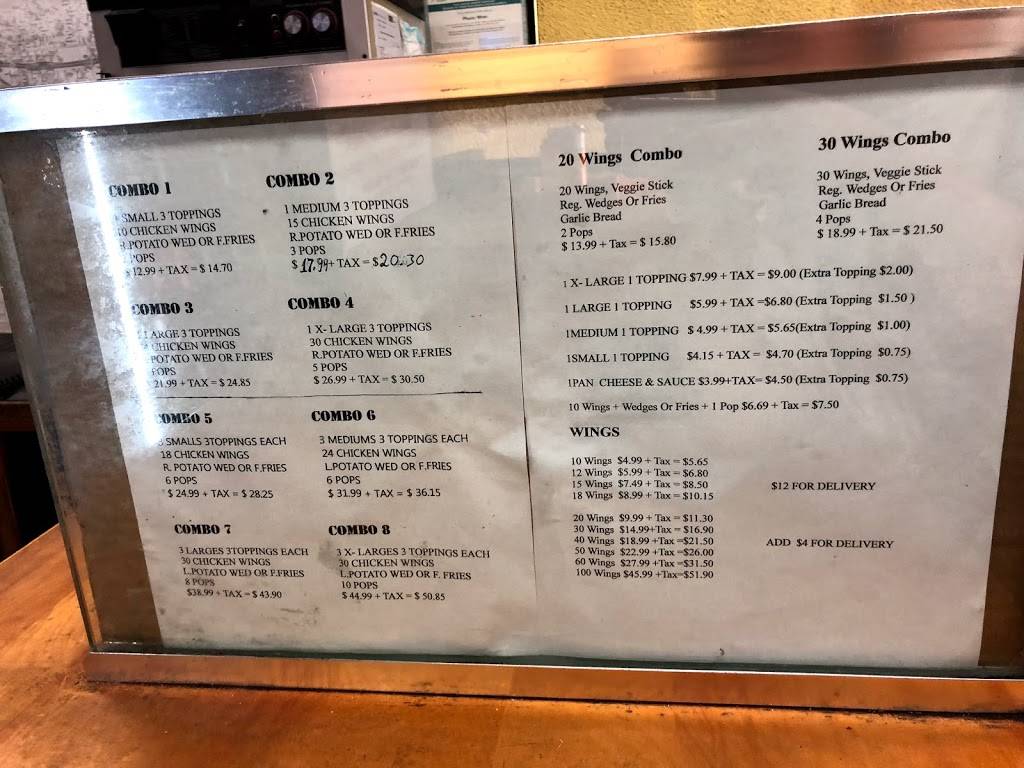 COMBO 1
SMALL 3 TOPPINGS
10 CHICKEN WINGS
R.POTATO WED OR F.FRIES
POPS
$ 12.99 + TAX = $ 14.70
COMBO 2
1 MEDIUM 3 TOPPINGS
15 CHICKEN WINGS
R.POTATO WED OR F.FRIES
3 POPS
$ 17.99+ TAX = $20.30
COMBO 3
LARGE 3 TOPPINGS
CHICKEN WINGS
POTATO WED OR F.FRIES
POPS
21.99 + TAX = $ 24.85
COMBO 4
1 X- LARGE 3 TOPPINGS
30 CHICKEN WINGS
R.POTATO WED OR F.FRIES
5 POPS
$ 26.99 + TAX = $ 30.50
COMBO 5
3 SMALLS 3TOPPINGS EACH
18 CHICKEN WINGS
R. POTATO WED OR F.FRIES
6 POPS
$ 24.99 + TAX = $ 28.25
COMBO 6
3 MEDIUMS 3 TOPPINGS EACH
24 CHICKEN WINGS
L.POTATO WED OR F.FRIES
6 POPS
$ 31.99 + TAX = $ 36.15
COMBO 7
3 LARGES 3TOPPINGS EACH
30 CHICKEN WINGS
L.POTATO WED OR F.FRIES
8 POPS
$38.99 + TAX = $ 43.90
COMBO 8
3 X- LARGES 3 TOPPINGS EACH
30 CHICKEN WINGS
L.POTATO WED OR F. FRIES
10 POPS
$ 44.99 + TAX = $ 50.85
20 Wings Combo
20 Wings, Veggie Stick
Reg. Wedges Or Fries
Garlic Bread
2 Pops
$ 13.99 + Tax = $ 15.80
30 Wings Combo
30 Wings, Veggie Stick
Reg. Wedges Or Fries
Garlic Bread
4 Pops
$ 18.99 + Tax = $ 21.50
1 X- LARGE 1 TOPPING $7.99 + TAX = $9.00 (Extra Topping $2.00)
1 LARGE 1 TOPPING $5.99 + TAX =$6.80 (Extra Topping $1.50 )
1MEDIUM 1 TOPPING $ 4.99 + TAX = $5.65(Extra Topping $1.00)
1SMALL 1 TOPPING $4.15 + TAX = $4.70 (Extra Topping $0.75)
1PAN CHEESE & SAUCE $3.99+TAX= $4.50 (Extra Topping $0.75)
10 Wings + Wedges Or Fries + 1 Pop $6.69 + Tax = $7.50
WINGS
10 Wings $4.99 + Tax = $5.65
12 Wings $5.99 + Tax = $6.80
15 Wings $7.49 + Tax = $8.50
18 Wings $8.99 + Tax = $10.15
$12 FOR DELIVERY
20 Wings $9.99 + Tax = $11.30
30 Wings $14.99+Tax = $16.90
40 Wings $18.99 +Tax =$21.50
50 Wings $22.99 +Tax =$26.00
60 Wings $27.99 +Tax =$31.50
100 Wings $45.99 +Tax=$51.90
ADD $4 FOR DELIVERY